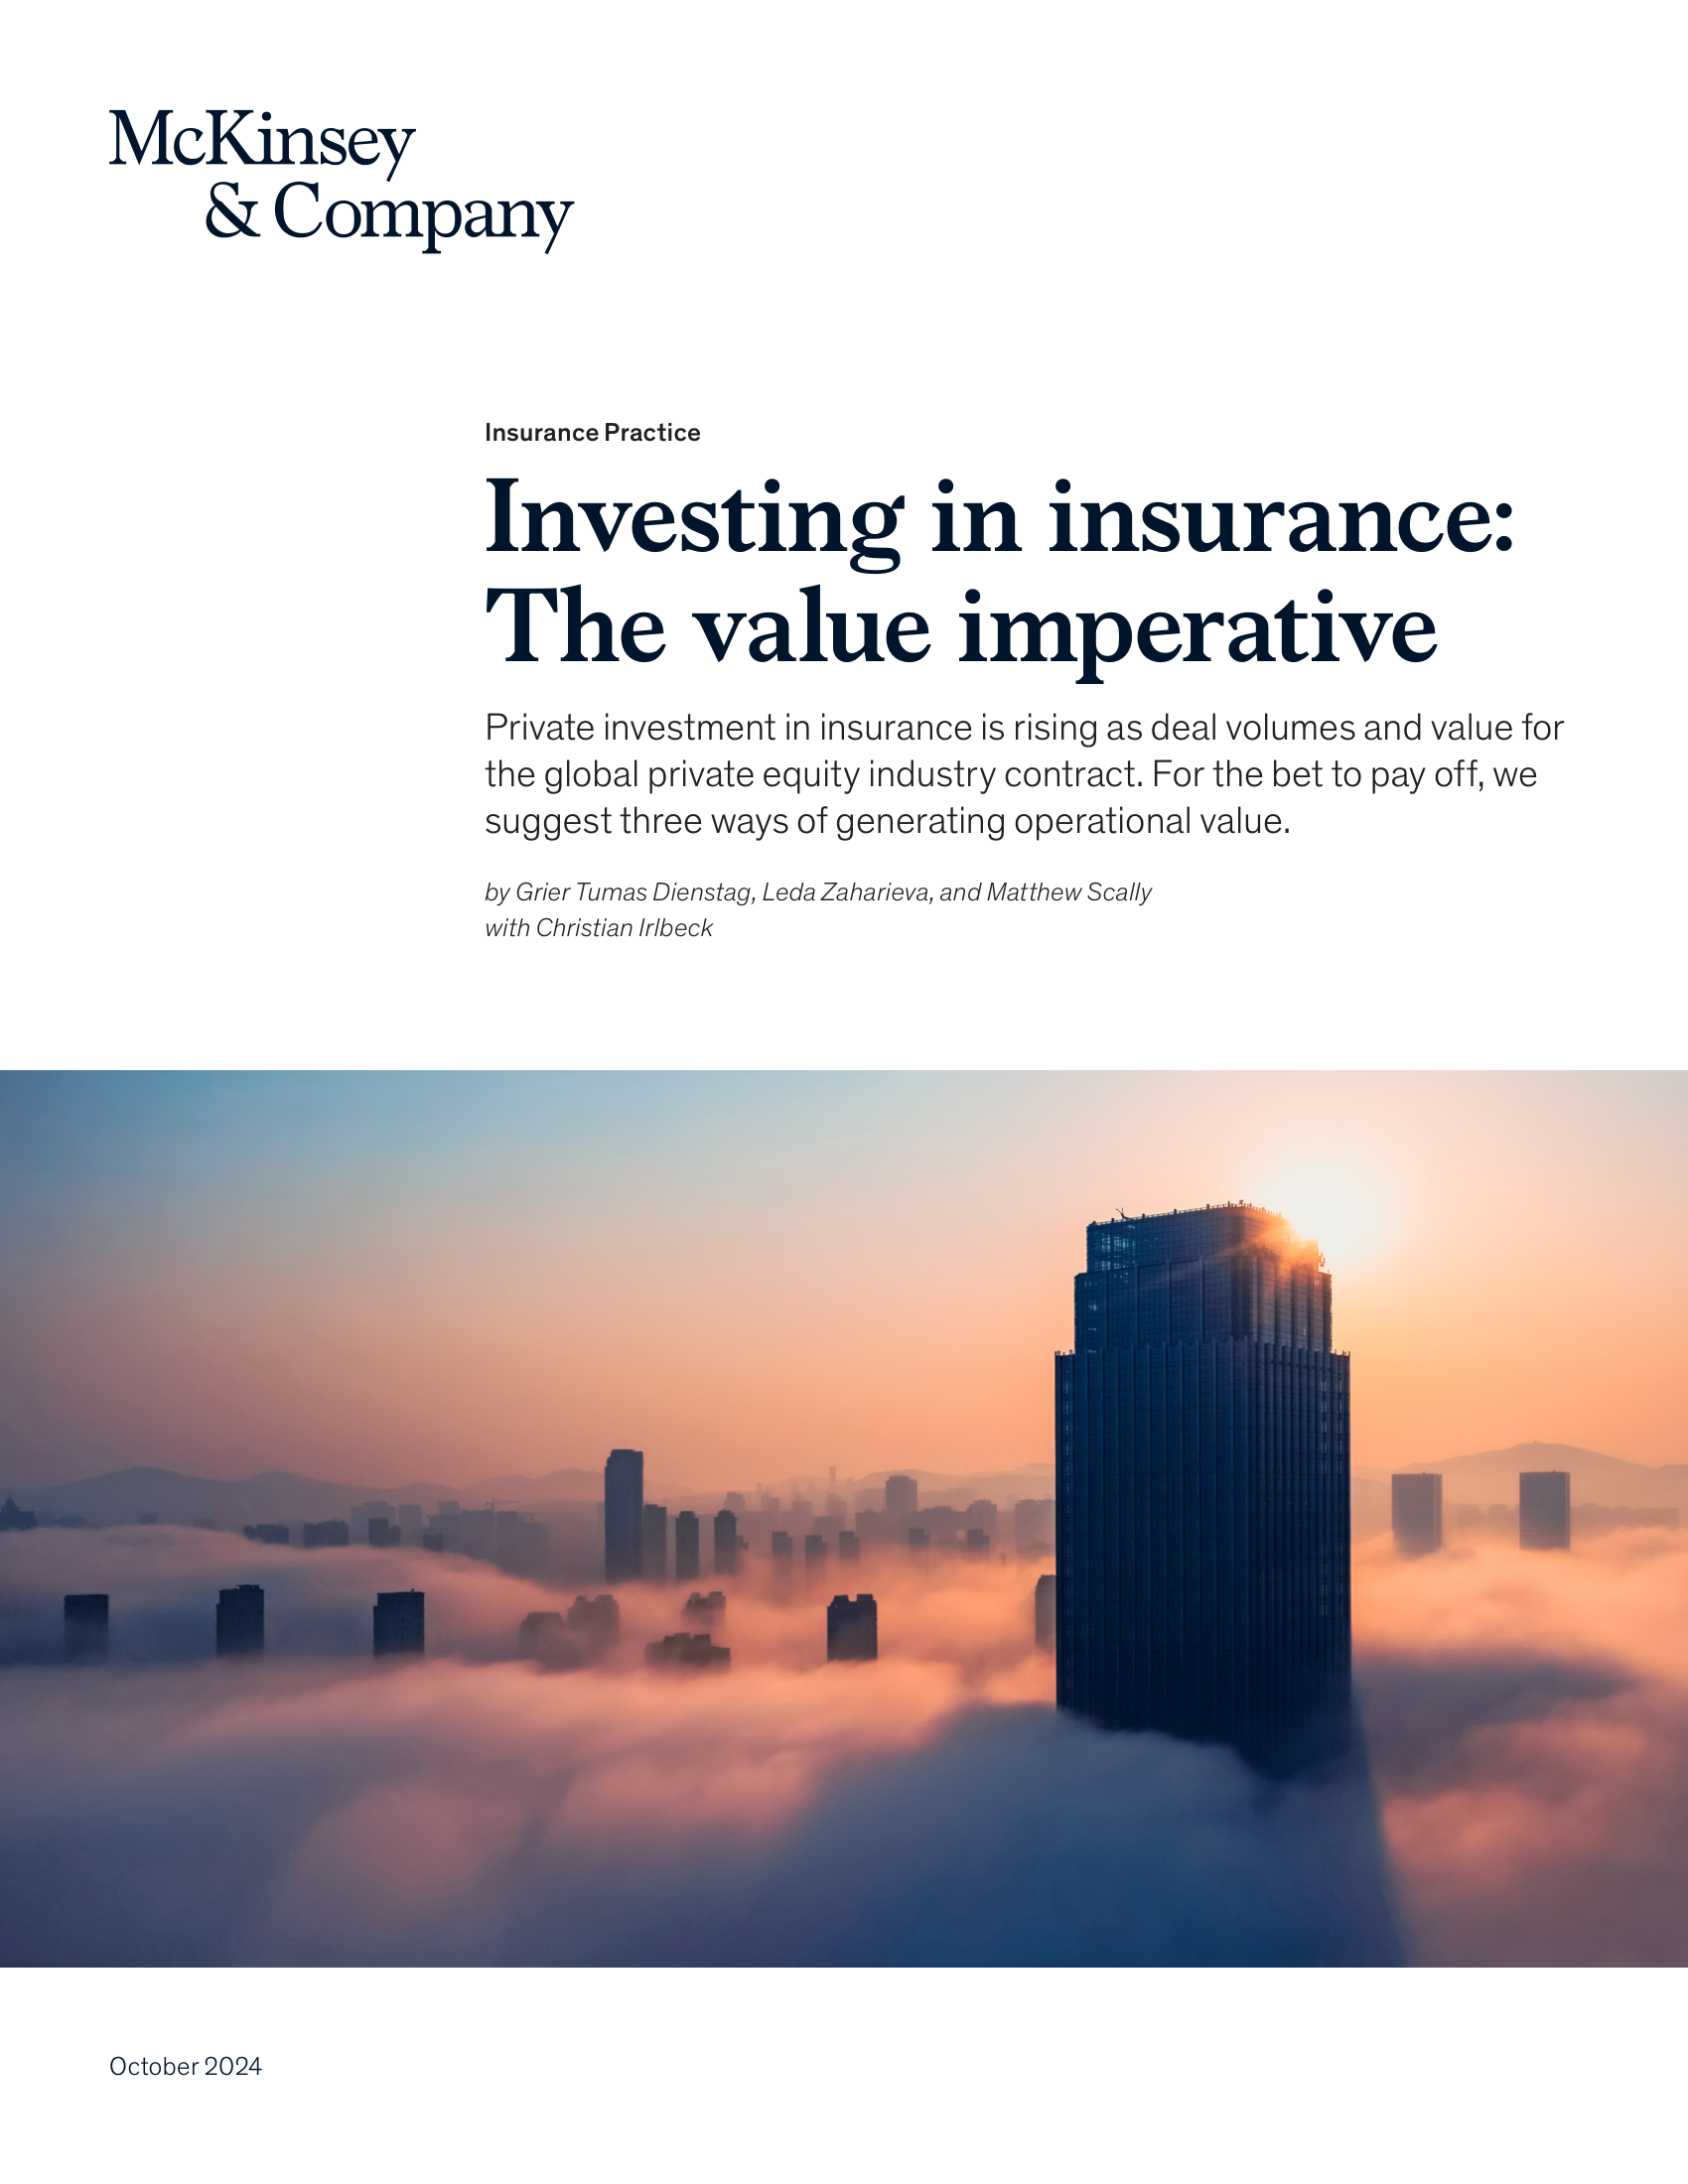 McKinsey
& Company
Insurance Practice
Investing in insurance:
The value imperative
Private investment in insurance is rising as deal volumes and value for
the global private equity industry contract. For the bet to pay off, we
suggest three ways of generating operational value.
by Grier Tumas Dienstag, Leda Zaharieva, and Matthew Scally
with Christian Irlbeck
October 2024